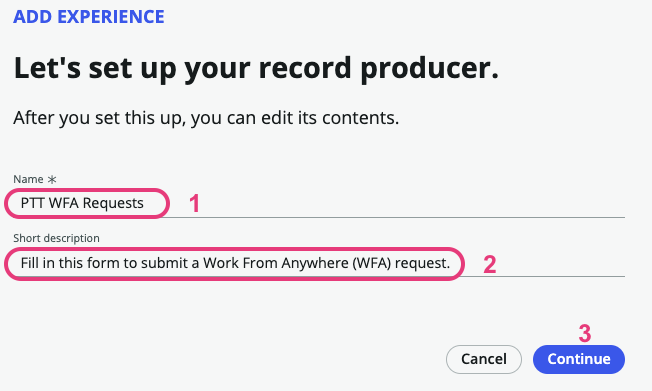 ADD EXPERIENCE
Let's set up your record producer.
After you set this up, you can edit its contents.
Name *
PTT WFA Requests 1
Short description
Fill in this form to submit a Work From Anywhere (WFA) request. 2
3
Cancel Continue